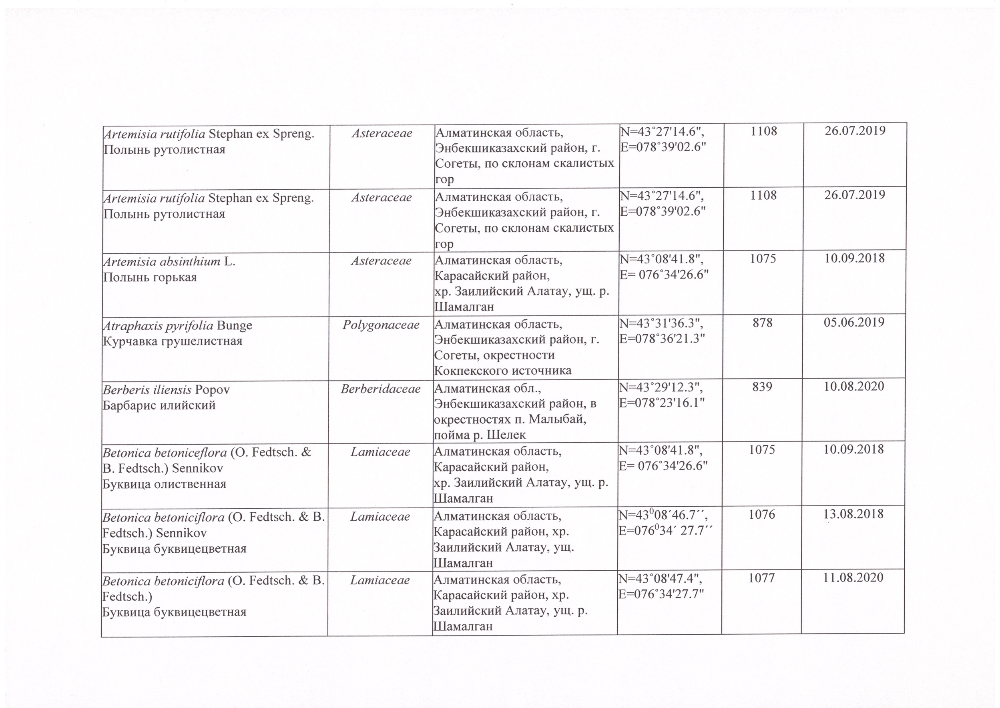 Artemisia rutifolia Stephan ex Spreng.
Полынь рутолистная
Asteraceae
Алматинская область,
Энбекшиказахский район, г.
Согеты, по склонам скалистых
гор
N=43°27'14.6",
E=078°39'02.6"
1108
26.07.2019
Artemisia rutifolia Stephan ex Spreng.
Полынь рутолистная
Asteraceae
Алматинская область,
Энбекшиказахский район, г.
Согеты, по склонам скалистых
гор
N=43°27'14.6",
E=078°39'02.6"
1108
26.07.2019
Artemisia absinthium L.
Полынь горькая
Asteraceae
Алматинская область,
Карасайский район,
хр. Заилийский Алатау, ущ. р.
Шамалган
N=43°08'41.8",
E= 076°34'26.6"
1075
10.09.2018
Atraphaxis pyrifolia Bunge
Курчавка грушелистная
Polygonaceae
Алматинская область,
Энбекшиказахский район, г.
Согеты, окрестности
Кокпекского источника
N=43°31'36.3",
E=078°36'21.3"
878
05.06.2019
Berberis iliensis Popov
Барбарис илийский
Berberidaceae
Алматинская обл.,
Энбекшиказахский район, в
окрестностях п. Малыбай,
пойма р. Шелек
N=43°29'12.3",
E=078°23'16.1"
839
10.08.2020
Betonica betoniceflora (O. Fedtsch. &
B. Fedtsch.) Sennikov
Буквица олиственная
Lamiaceae
Алматинская область,
Карасайский район,
хр. Заилийский Алатау, ущ. р.
Шамалган
N=43°08'41.8",
E= 076°34'26.6"
1075
10.09.2018
Betonica betoniciflora (O. Fedtsch. & B.
Fedtsch.) Sennikov
Буквица буквицецветная
Lamiaceae
Алматинская область,
Карасайский район, хр.
Заилийский Алатау, ущ.
Шамалган
N=43⁰08´46.7´´,
E=076⁰34´ 27.7´´
1076
13.08.2018
Betonica betoniciflora (O. Fedtsch. & B.
Fedtsch.)
Буквица буквицецветная
Lamiaceae
Алматинская область,
Карасайский район, хр.
Заилийский Алатау, ущ. р.
Шамалган
N=43°08'47.4",
E=076°34'27.7"
1077
11.08.2020